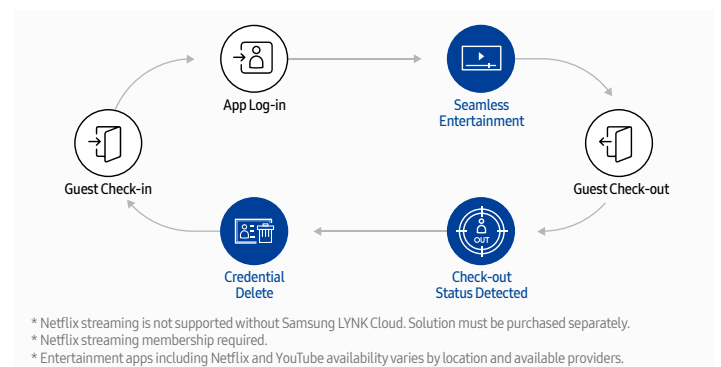 App Log-in
Seamless
Entertainment
Guest Check-in
Guest Check-out
OUT
Credential
Delete
Check-out
Status Detected
* Netflix streaming is not supported without Samsung LYNK Cloud. Solution must be purchased separately.
* Netflix streaming membership required.
* Entertainment apps including Netflix and YouTube availability varies by location and available providers.